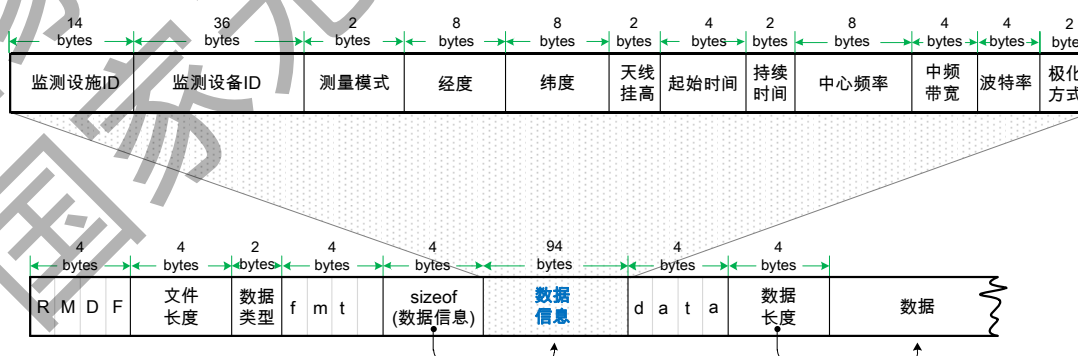 14 36 2 8 8 2 4 2 8 4 4 2
bytes bytes bytes bytes bytes bytes bytes bytes bytes bytes bytes byte
监测设施ID 监测设备ID 测量模式 经度 纬度 天线 起始时间 持续 中心频率 中频 波特率 极化
挂高 时间 带宽 方式
4 4 2 4 4 94 4 4
bytes bytes bytes bytes bytes bytes bytes bytes
R M D F 文件 数据 f m t sizeof 数据 d a t a 数据 数据
长度 类型 (数据信息) 信息 长度
国家